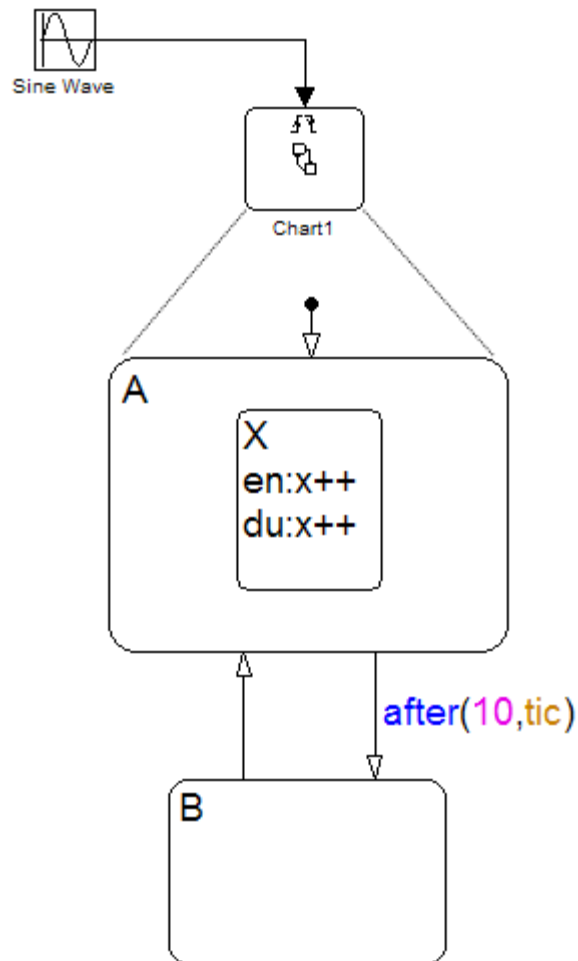 Sine Wave
Chart1
A
X
en:x++
du:x++
after(10,tic)
B